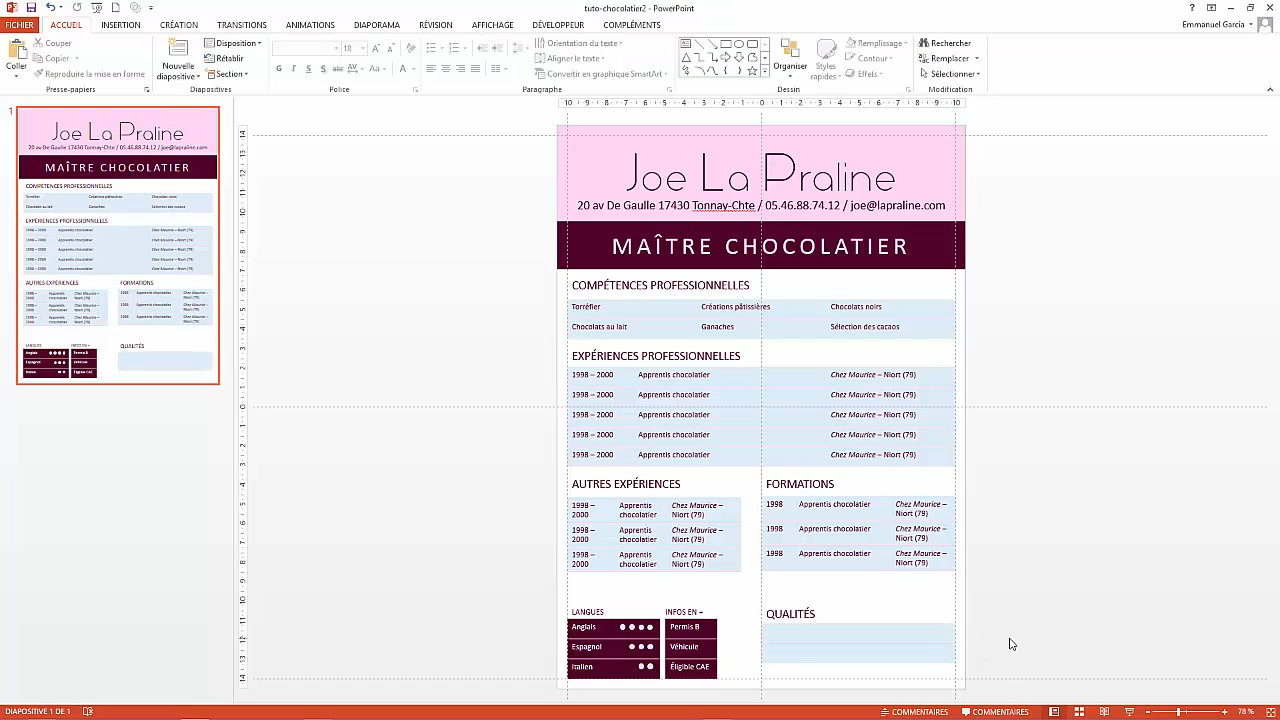 tuto-chocolatier2 - PowerPoint
FICHIER ACCUEIL INSERTION CRÉATION TRANSITIONS ANIMATIONS DIAPORAMA RÉVISION AFFICHAGE DÉVELOPPEUR COMPLÉMENTS Emmanuel Garcia
Coller
Couper
Copier
Reproduire la mise en forme
Presse-papiers
Nouvelle
diapositive
Disposition
Rétablir
Section
Diapositives
18
G I S S abc AV Aa A
Police
Orientation du texte
Aligner le texte
Convertir en graphique SmartArt
Paragraphe
Organiser
Styles
rapides
Remplissage
Contour
Effets
Dessin
Rechercher
Remplacer
Sélectionner
Modification
1
Joe La Praline
20 av De Gaulle 17430 Tonnay-Chte / 05.46.88.74.12 / joe@lapraline.com
MAÎTRE CHOCOLATIER
COMPÉTENCES PROFESSIONNELLES
Chocolats noirs
Chocolats au lait Ganaches Sélection des cacaos
EXPÉRIENCES PROFESSIONNELLES
1998 – 2000 Apprentis chocolatier Chez Maurice – Niort (79)
1998 – 2000 Apprentis chocolatier Chez Maurice – Niort (79)
1998 – 2000 Apprentis chocolatier Chez Maurice – Niort (79)
1998 – 2000 Apprentis chocolatier Chez Maurice – Niort (79)
1998 – 2000 Apprentis chocolatier Chez Maurice – Niort (79)
AUTRES EXPÉRIENCES
1998 – Apprentis Chez Maurice –
2000 chocolatier Niort (79)
1998 – Apprentis Chez Maurice –
2000 chocolatier Niort (79)
1998 – Apprentis Chez Maurice –
2000 chocolatier Niort (79)
FORMATIONS
1998 Apprentis chocolatier Chez Maurice –
Niort (79)
1998 Apprentis chocolatier Chez Maurice –
Niort (79)
1998 Apprentis chocolatier Chez Maurice –
Niort (79)
LANGUES
Anglais
Espagnol
Italien
INFOS EN +
Permis B
Véhicule
Éligible CAE
QUALITÉS
DIAPOSITIVE 1 DE 1 COMMENTAIRES COMMENTAIRES 78 %